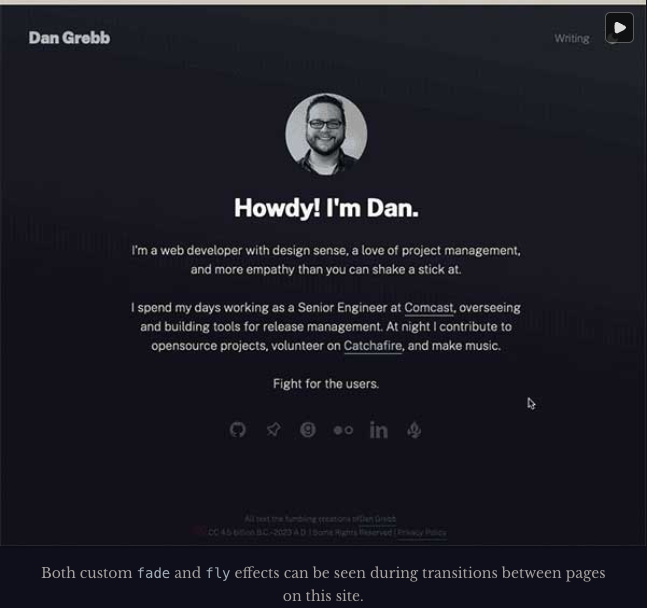 Dan Grebb
Writing
Howdy! I'm Dan.
I'm a web developer with design sense, a love of project management,
and more empathy than you can shake a stick at.
I spend my days working as a Senior Engineer at Comcast, overseeing
and building tools for release management. At night I contribute to
opensource projects, volunteer on Catchafire, and make music.
Fight for the users.
in
All text the fumbling creations of Dan Grebb
CC 4.5 billion B.C.-2023 A.D. | Some Rights Reserved | Privacy Policy
Both custom fade and fly effects can be seen during transitions between pages
on this site.